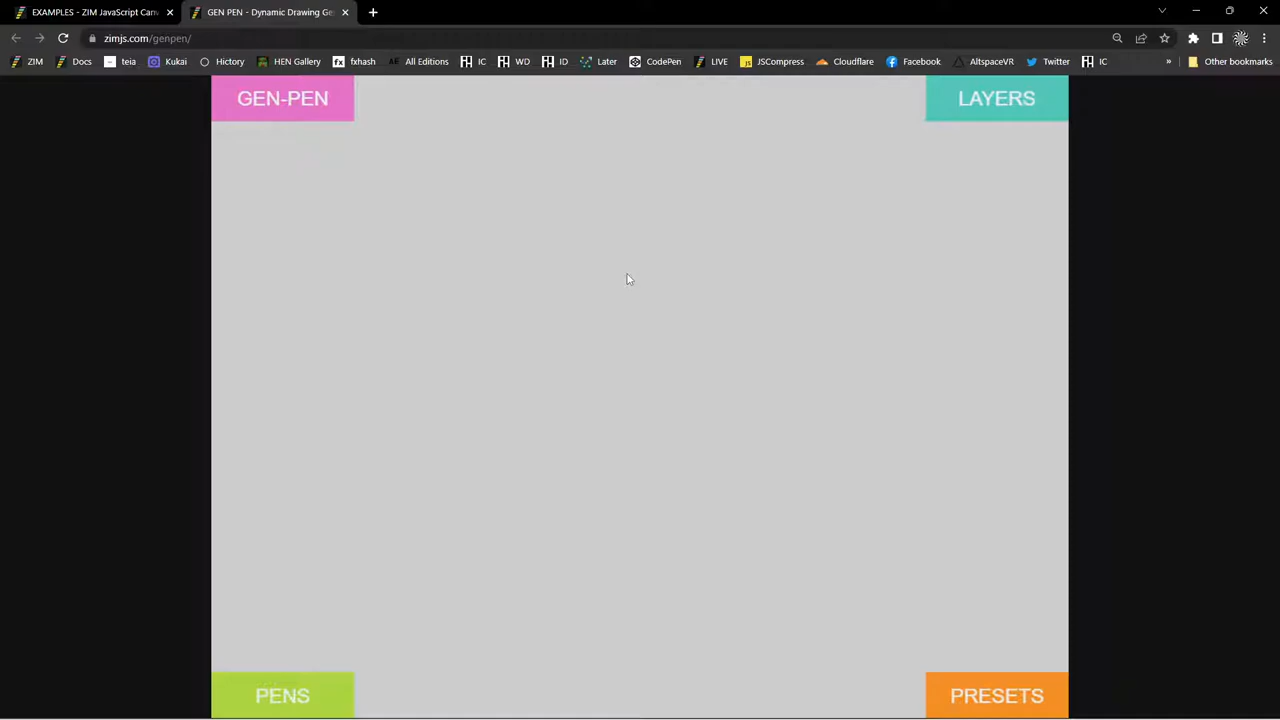 EXAMPLES - ZIM JavaScript Canv
GEN PEN - Dynamic Drawing Ge
zimjs.com/genpen/
ZIM Docs teia Kukai Hictory HEN Gallery fxhash All Editions IC WD ID Later CodePen LIVE JSCompress Cloudflare Facebook AltspaceVR Twitter IC » Other bookmarks
GEN-PEN
LAYERS
PENS
PRESETS